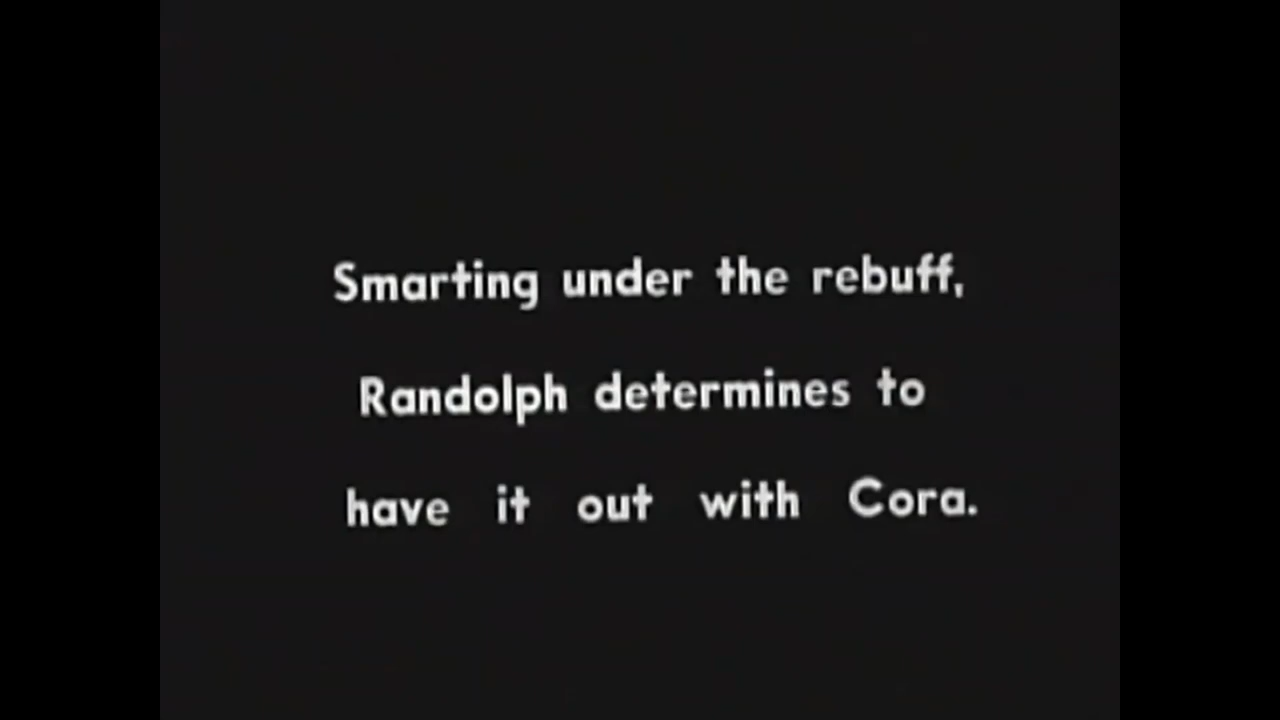 Smarting under the rebuff,
Randolph determines to
have it out with Cora.